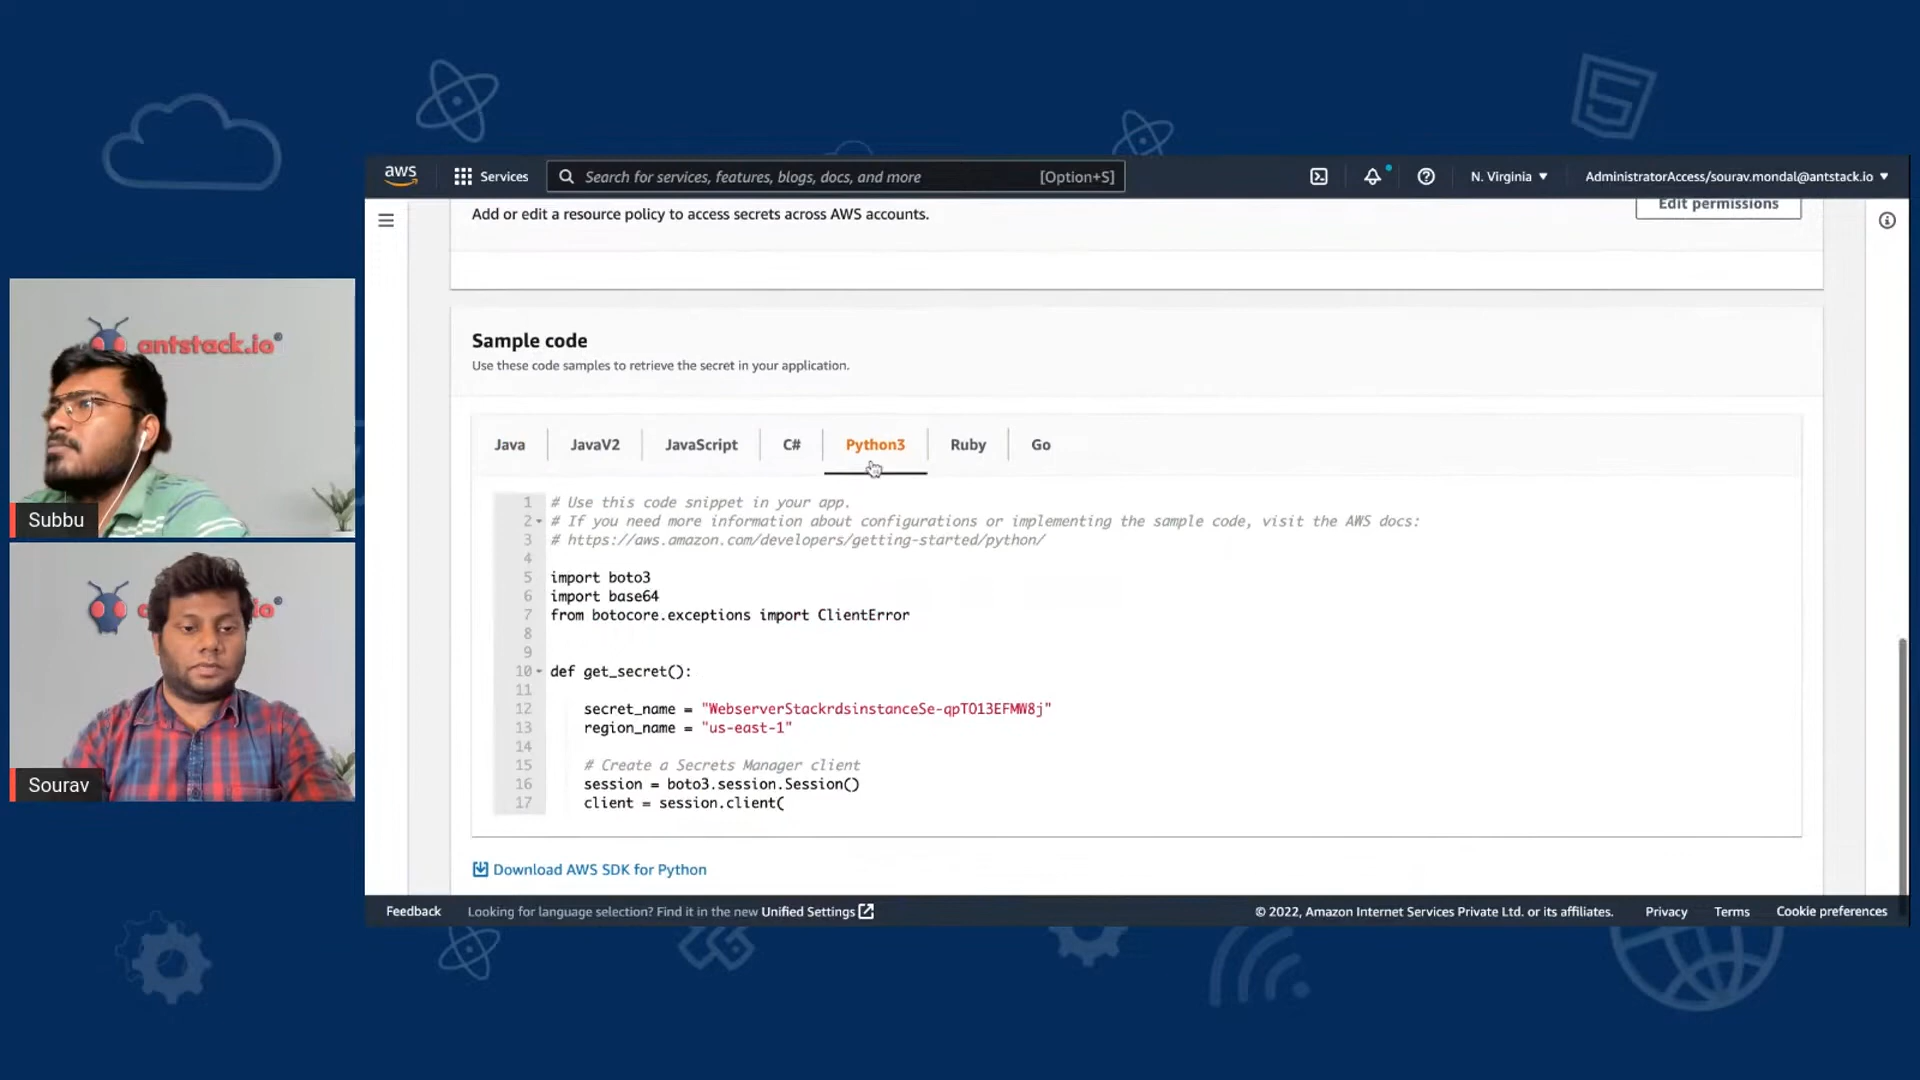 aws
Services
Search for services, features, blogs, docs, and more
[Option+S]
N. Virginia
AdministratorAccess/sourav.mondal@antstack.io
Add or edit a resource policy to access secrets across AWS accounts.
Edit permissions
Sample code
Use these code samples to retrieve the secret in your application.
Java
JavaV2
JavaScript
C#
Python3
Ruby
Go
1 # Use this code snippet in your app.
2 # If you need more information about configurations or implementing the sample code, visit the AWS docs:
3 # https://aws.amazon.com/developers/getting-started/python/
4
5 import boto3
6 import base64
7 from botocore.exceptions import ClientError
8
9
10 def get_secret():
11
12 secret_name = "WebserverStackrdsinstanceSe-qpTO13EFMW8j"
13 region_name = "us-east-1"
14
15 # Create a Secrets Manager client
16 session = boto3.session.Session()
17 client = session.client(
Download AWS SDK for Python
Feedback
Looking for language selection? Find it in the new Unified Settings
© 2022, Amazon Internet Services Private Ltd. or its affiliates.
Privacy
Terms
Cookie preferences
antstack.io
Subbu
Sourav